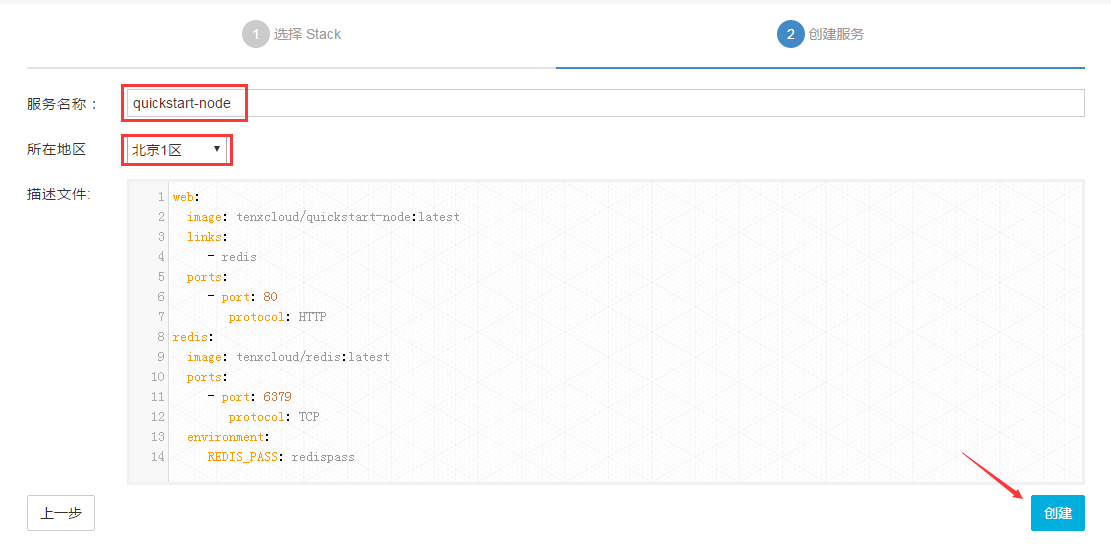 1 选择 Stack
2 创建服务
服务名称： quickstart-node
所在地区 北京1区
描述文件:
1 web:
2   image: tenxcloud/quickstart-node:latest
3   links:
4      - redis
5   ports:
6      - port: 80
7         protocol: HTTP
8 redis:
9   image: tenxcloud/redis:latest
10   ports:
11      - port: 6379
12         protocol: TCP
13   environment:
14      REDIS_PASS: redispass
上一步
创建